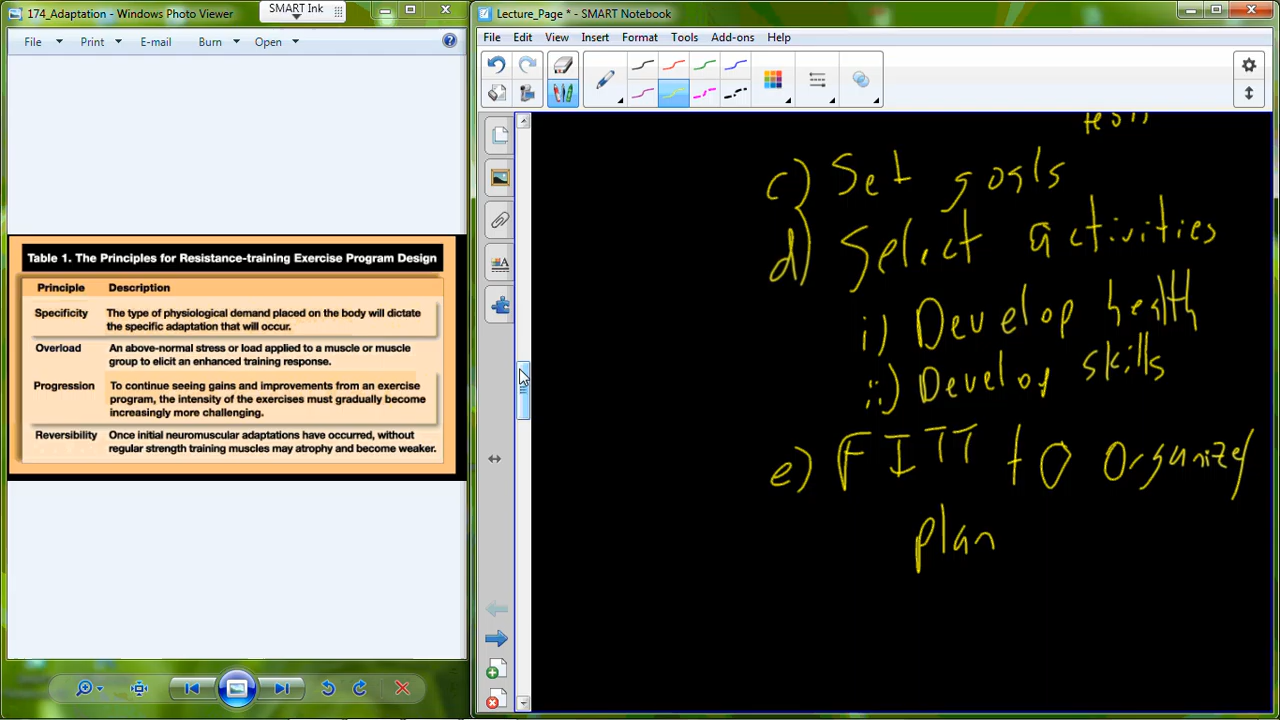 174_Adaptation - Windows Photo Viewer
SMART Ink
File Print E-mail Burn Open
Table 1. The Principles for Resistance-training Exercise Program Design
Principle Description
Specificity The type of physiological demand placed on the body will dictate
the specific adaptation that will occur.
Overload An above-normal stress or load applied to a muscle or muscle
group to elicit an enhanced training response.
Progression To continue seeing gains and improvements from an exercise
program, the intensity of the exercises must gradually become
increasingly more challenging.
Reversibility Once initial neuromuscular adaptations have occurred, without
regular strength training muscles may atrophy and become weaker.
Lecture_Page * - SMART Notebook
File Edit View Insert Format Tools Add-ons Help
c) Set goals
d) Select activities
i) Develop health
ii) Develop skills
e) FITT to Organize
plan